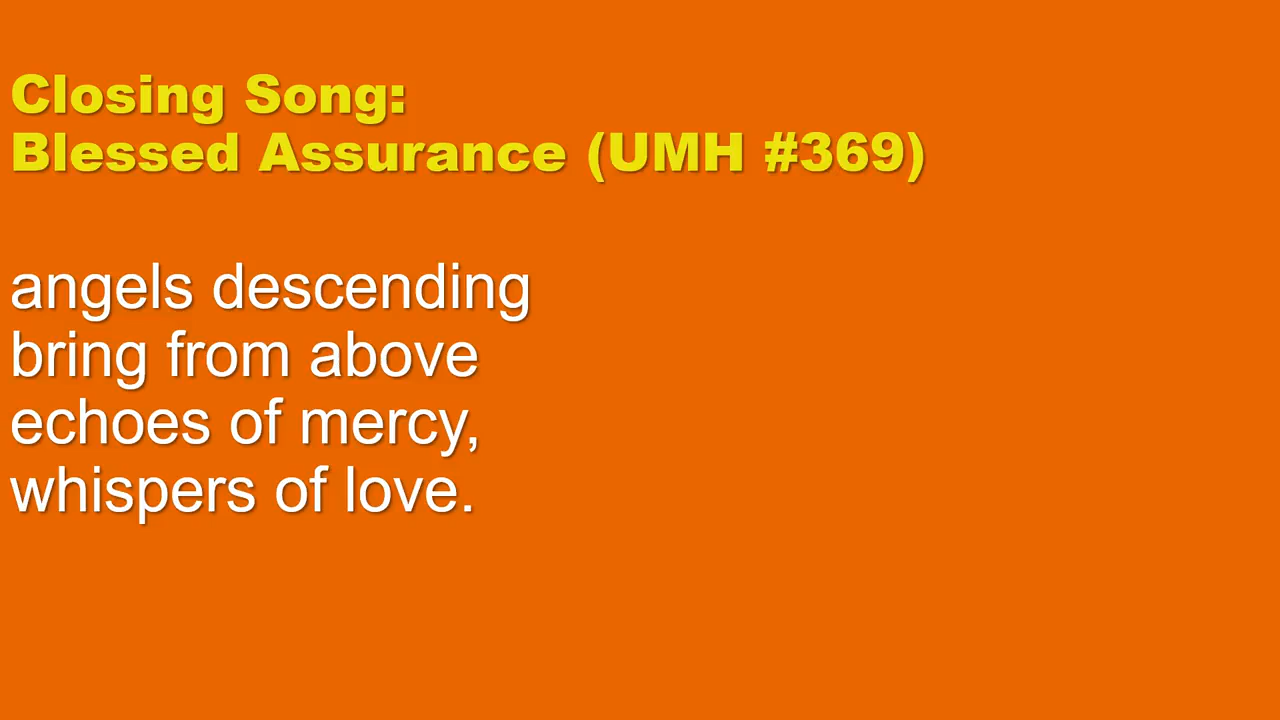 Closing Song:
Blessed Assurance (UMH #369)
angels descending
bring from above
echoes of mercy,
whispers of love.